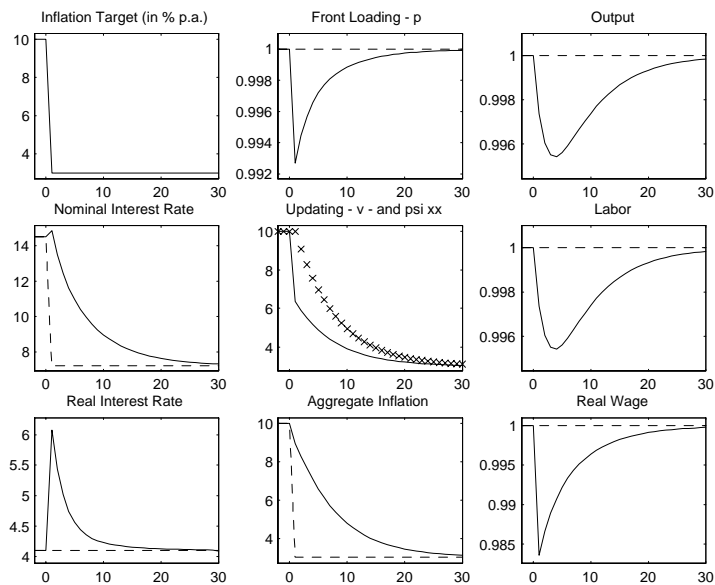 Inflation Target (in % p.a.)
10
8
6
4
0 10 20 30
Front Loading - p
1
0.998
0.996
0.994
0.992
0 10 20 30
Output
1
0.998
0.996
0 10 20 30
Nominal Interest Rate
14
12
10
8
0 10 20 30
Updating - v - and psi xx
10
8
6
4
0 10 20 30
Labor
1
0.998
0.996
0 10 20 30
Real Interest Rate
6
5.5
5
4.5
4
0 10 20 30
Aggregate Inflation
10
8
6
4
0 10 20 30
Real Wage
1
0.995
0.99
0.985
0 10 20 30